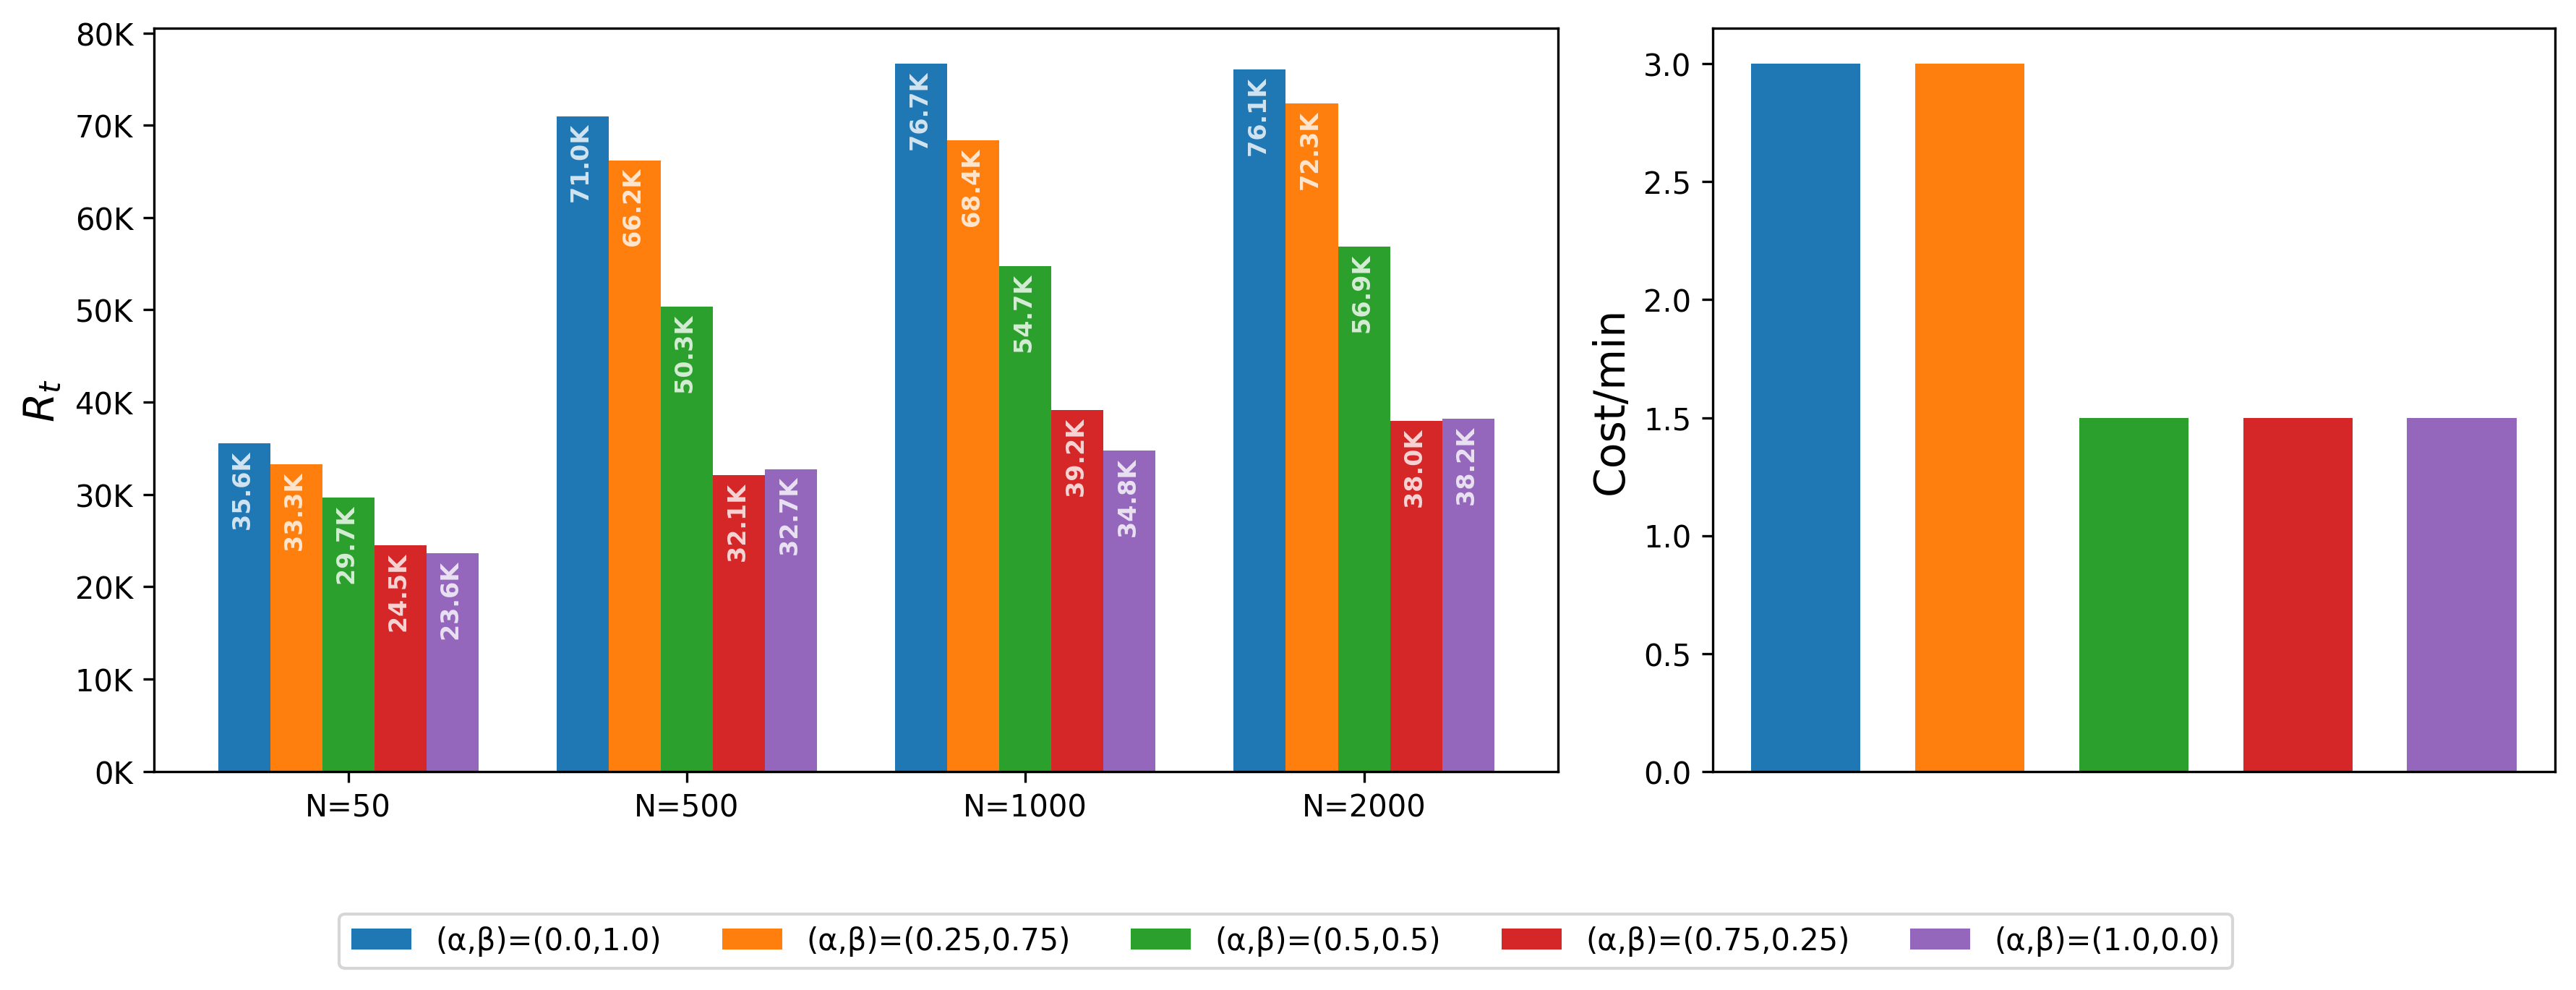 80K
70K
60K
50K
40K
30K
20K
10K
0K
R_t
35.6K
33.3K
29.7K
24.5K
23.6K
71.0K
66.2K
50.3K
32.1K
32.7K
76.7K
68.4K
54.7K
39.2K
34.8K
76.1K
72.3K
56.9K
38.0K
38.2K
N=50
N=500
N=1000
N=2000
3.0
2.5
2.0
1.5
1.0
0.5
0.0
Cost/min
(α,β)=(0.0,1.0)
(α,β)=(0.25,0.75)
(α,β)=(0.5,0.5)
(α,β)=(0.75,0.25)
(α,β)=(1.0,0.0)